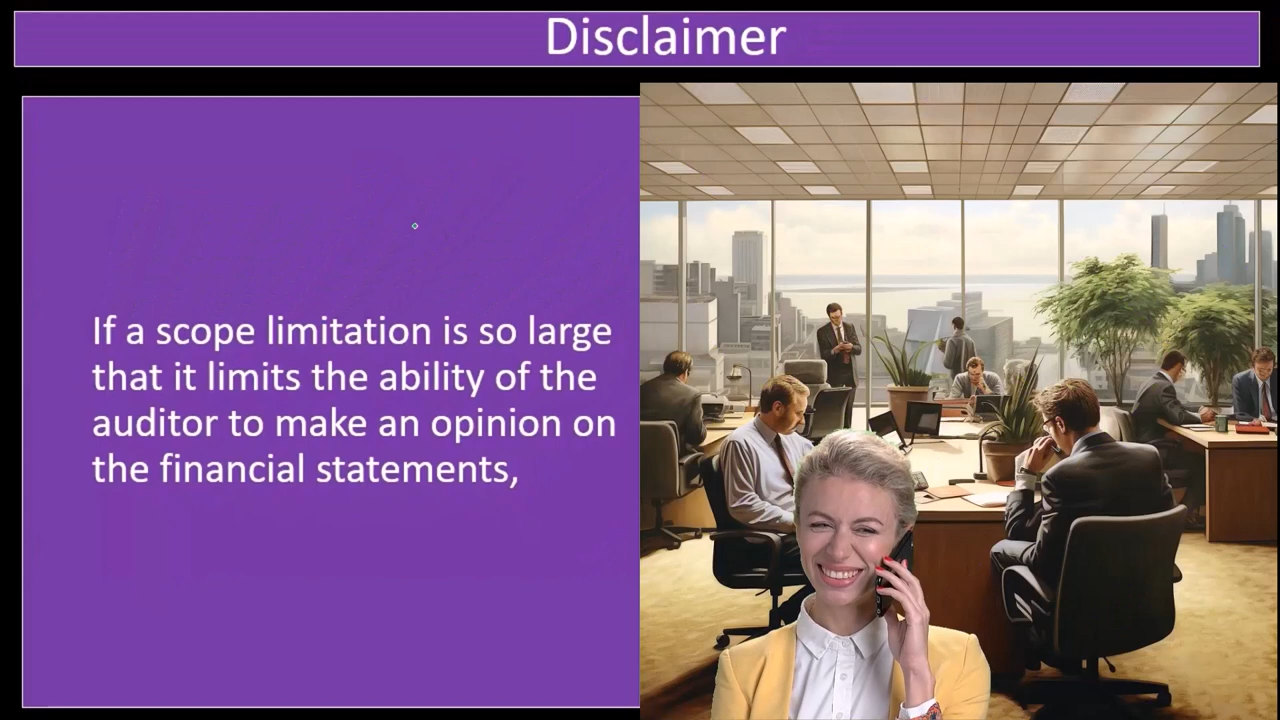 Disclaimer
If a scope limitation is so large
that it limits the ability of the
auditor to make an opinion on
the financial statements,